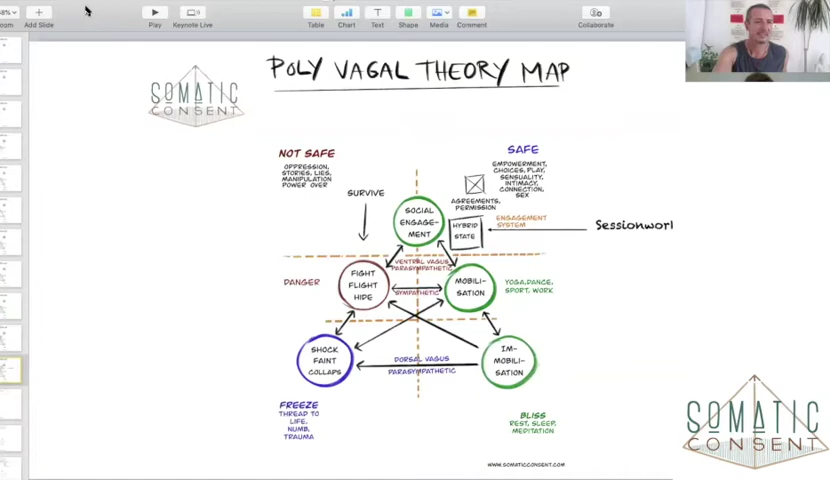 8%
Zoom
Add Slide
Play
Keynote Live
Table
Chart
Text
Shape
Media
Comment
Collaborate
SOMATIC
CONSENT
POLY VAGAL THEORY MAP
NOT SAFE
OPPRESSION,
STORIES, LIES,
MANIPULATION
POWER OVER
SURVIVE
SAFE
EMPOWERMENT,
CHOICES, PLAY,
SENSUALITY,
INTIMACY,
CONNECTION,
SEX
AGREEMENTS,
PERMISSION
SOCIAL
ENGAGE-
MENT
HYBRID
STATE
ENGAGEMENT
SYSTEM
Sessionwork
VENTRAL VAGUS
PARASYMPATHETIC
DANGER
FIGHT
FLIGHT
HIDE
SYMPATHETIC
MOBILI-
SATION
YOGA,DANCE,
SPORT, WORK
SHOCK
FAINT
COLLAPS
DORSAL VAGUS
PARASYMPATHETIC
IM-
MOBILI-
SATION
FREEZE
THREAD TO
LIFE,
NUMB,
TRAUMA
BLISS
REST, SLEEP,
MEDITATION
WWW.SOMATICCONSENT.COM
SOMATIC
CONSENT